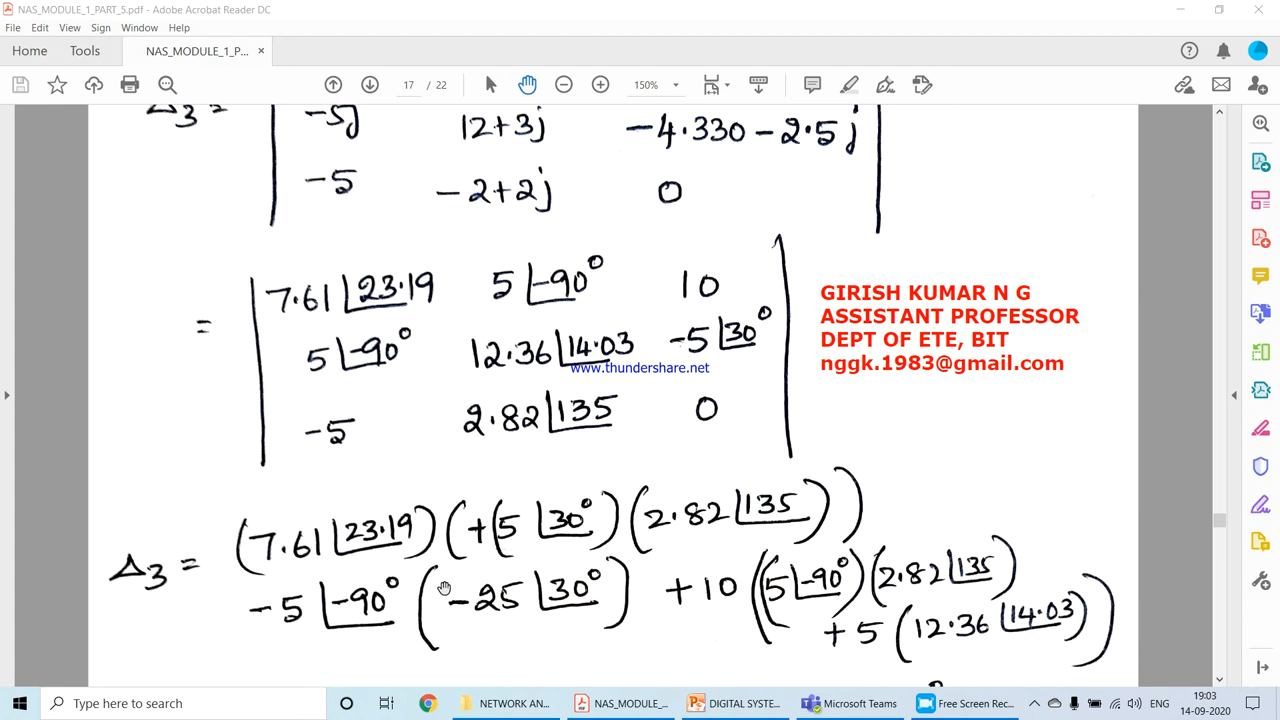 NAS_MODULE_1_PART_5.pdf - Adobe Acrobat Reader DC
File Edit View Sign Window Help
Home Tools NAS_MODULE_1_P... ×
17 / 22 150%
Δ3 =
-5j 12+3j -4.330 - 2.5j
-5 -2+2j 0
= 7.61∠23.19 5∠-90° 10
5∠-90° 12.36∠14.03 -5∠30°
-5 2.82∠135 0
www.thundershare.net
GIRISH KUMAR N G
ASSISTANT PROFESSOR
DEPT OF ETE, BIT
nggk.1983@gmail.com
Δ3 = (7.61∠23.19)(+(5∠30°)(2.82∠135))
-5∠-90° (-25∠30°) +10((5∠-90°)(2.82∠135)
+5(12.36∠14.03))
Type here to search
NETWORK AN...
NAS_MODULE_1_...
DIGITAL SYSTE...
Microsoft Teams
Free Screen Rec...
19:03
14-09-2020